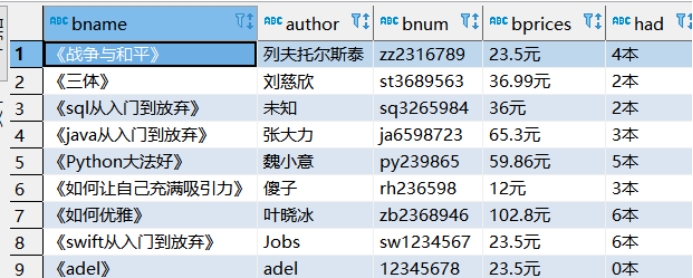 ABC bname ABC author ABC bnum ABC bprices ABC had
1 《战争与和平》 列夫托尔斯泰 zz2316789 23.5元 4本
2 《三体》 刘慈欣 st3689563 36.99元 2本
3 《sql从入门到放弃》 未知 sq3265984 36元 2本
4 《java从入门到放弃》 张大力 ja6598723 65.3元 3本
5 《Python大法好》 魏小意 py239865 59.86元 5本
6 《如何让自己充满吸引力》 傻子 rh236598 12元 3本
7 《如何优雅》 叶晓冰 zb2368946 102.8元 6本
8 《swift从入门到放弃》 Jobs sw1234567 23.5元 6本
9 《adel》 adel 12345678 23.5元 0本